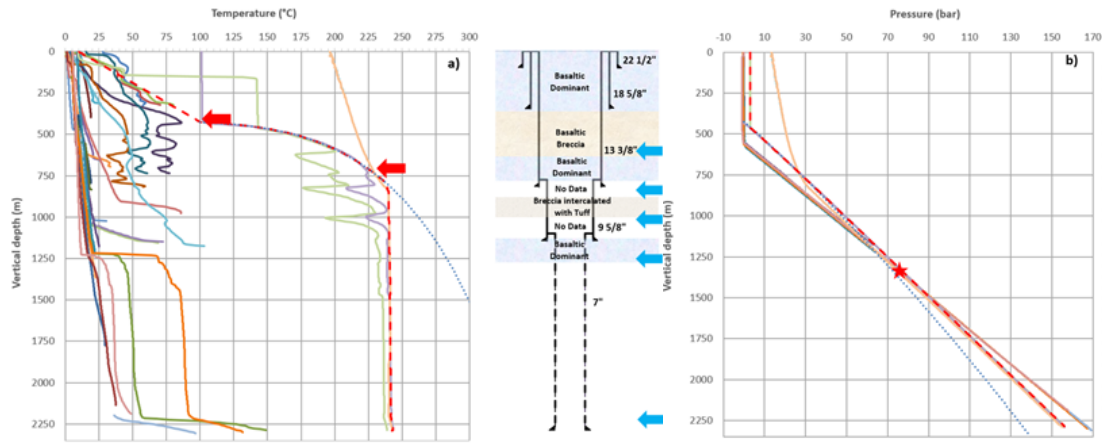 Temperature (°C)
0 25 50 75 100 125 150 175 200 225 250 275 300
a)
0
250
500
750
1000
1250
1500
1750
2000
2250
Vertical depth (m)
22 1/2"
Basaltic
Dominant
18 5/8"
Basaltic
Breccia
13 3/8"
Basaltic
Dominant
No Data
Breccia intercalated
with Tuff
No Data
9 5/8"
Basaltic
Dominant
7"
Pressure (bar)
-10 10 30 50 70 90 110 130 150 170
b)
0
250
500
750
1000
1250
1500
1750
2000
2250
Vertical depth (m)